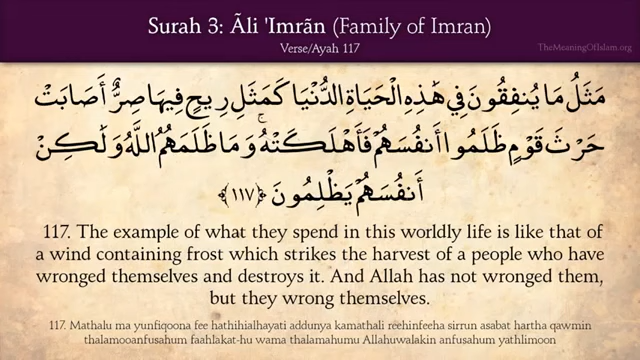 Surah 3: Ãli 'Imrãn (Family of Imran)
Verse/Ayah 117
TheMeaningOfIslam.org
مَثَلُ مَا يُنفِقُونَ فِي هَٰذِهِ الْحَيَاةِ الدُّنْيَا كَمَثَلِ رِيحٍ فِيهَا صِرٌّ أَصَابَتْ
حَرْثَ قَوْمٍ ظَلَمُوا أَنفُسَهُمْ فَأَهْلَكَتْهُ ۚ وَمَا ظَلَمَهُمُ اللَّهُ وَلَٰكِنْ
أَنفُسَهُمْ يَظْلِمُونَ ﴿١١٧﴾
117. The example of what they spend in this worldly life is like that of
a wind containing frost which strikes the harvest of a people who have
wronged themselves and destroys it. And Allah has not wronged them,
but they wrong themselves.
117. Mathalu ma yunfiqoona fee hathihialhayati addunya kamathali reehinfeeha sirrun asabat hartha qawmin
thalamooanfusahum faahlakat-hu wama thalamahumu Allahuwalakin anfusahum yathlimoon